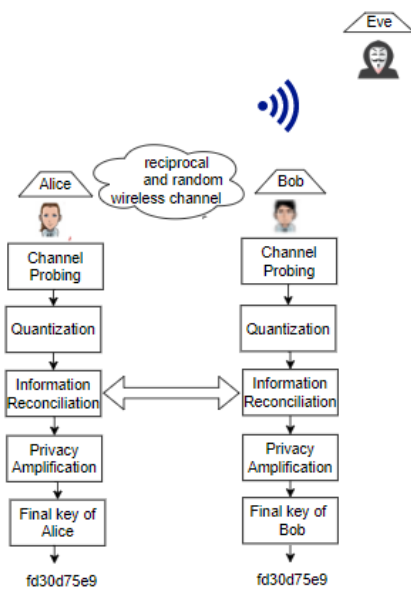 Eve
reciprocal
and random
wireless channel
Alice
Bob
Channel
Probing
Channel
Probing
Quantization
Quantization
Information
Reconciliation
Information
Reconciliation
Privacy
Amplification
Privacy
Amplification
Final key of
Alice
Final key of
Bob
fd30d75e9
fd30d75e9